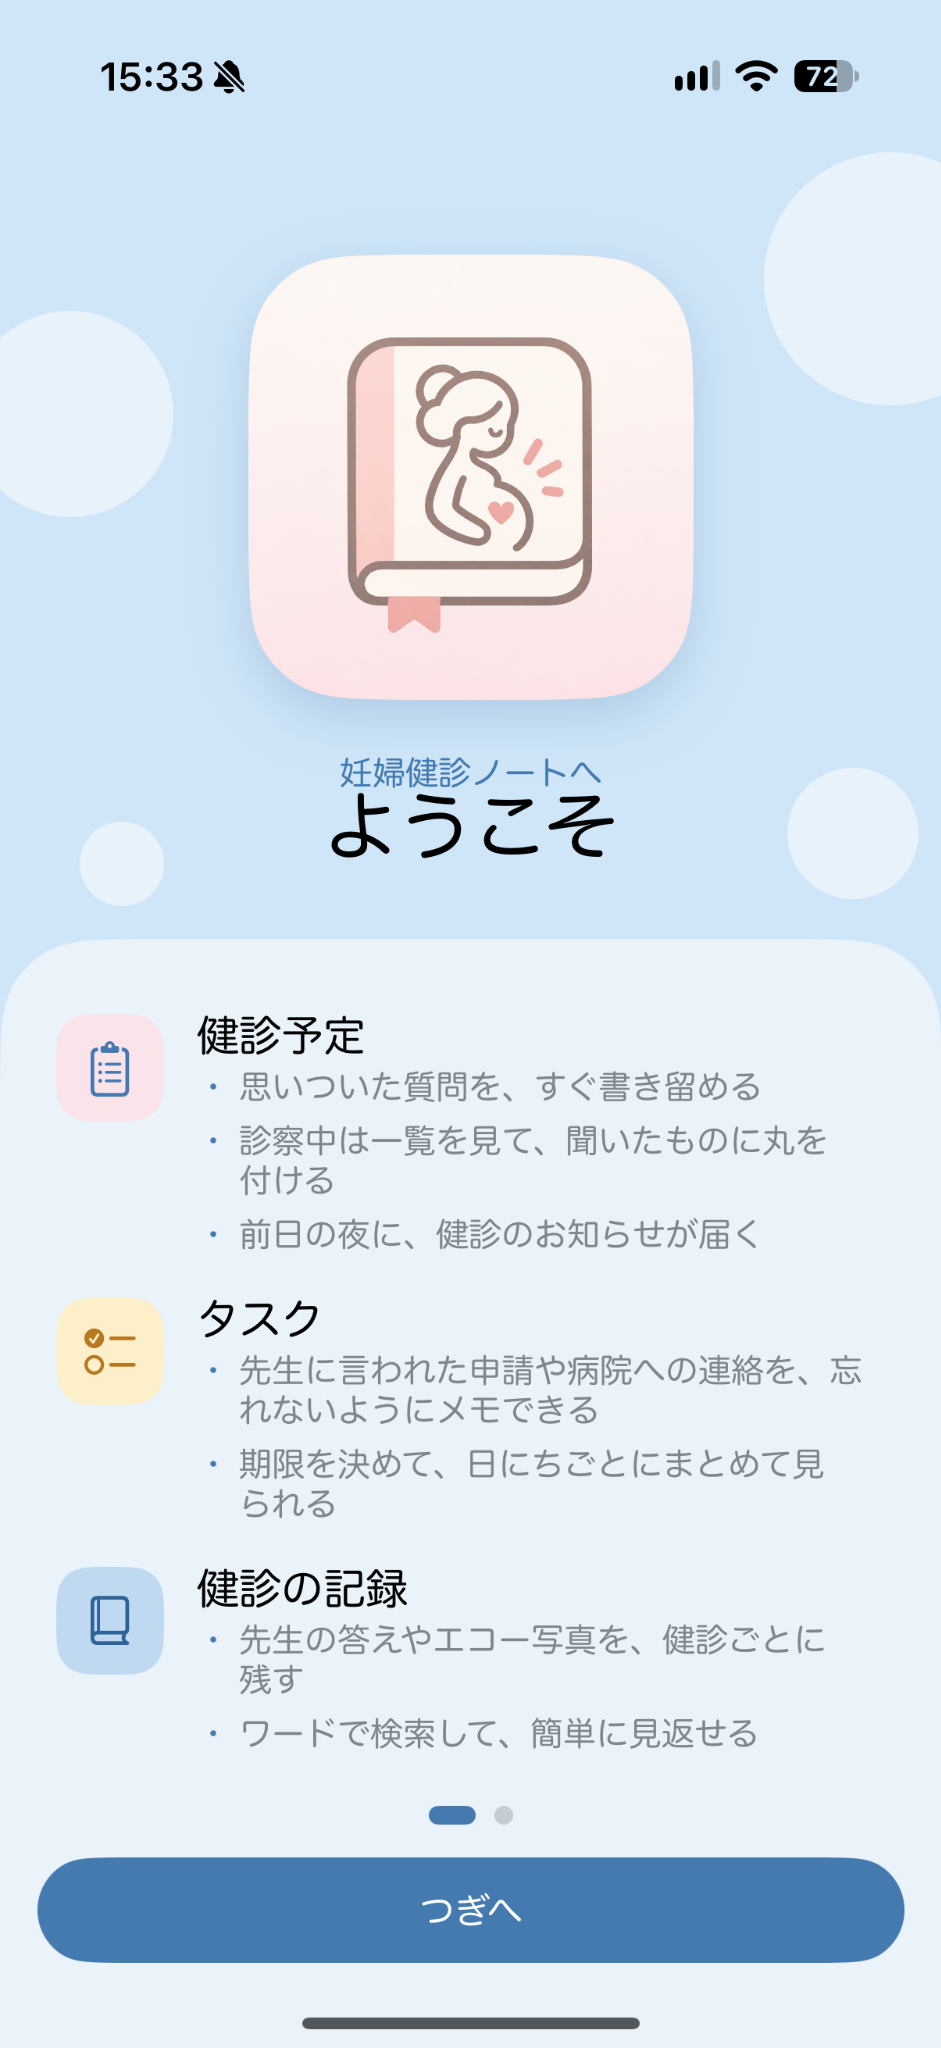 15:33
72
妊婦健診ノートへ
ようこそ
健診予定
・ 思いついた質問を、すぐ書き留める
・ 診察中は一覧を見て、聞いたものに丸を
付ける
・ 前日の夜に、健診のお知らせが届く
タスク
・ 先生に言われた申請や病院への連絡を、忘
れないようにメモできる
・ 期限を決めて、日にちごとにまとめて見
られる
健診の記録
・ 先生の答えやエコー写真を、健診ごとに
残す
・ ワードで検索して、簡単に見返せる
つぎへ